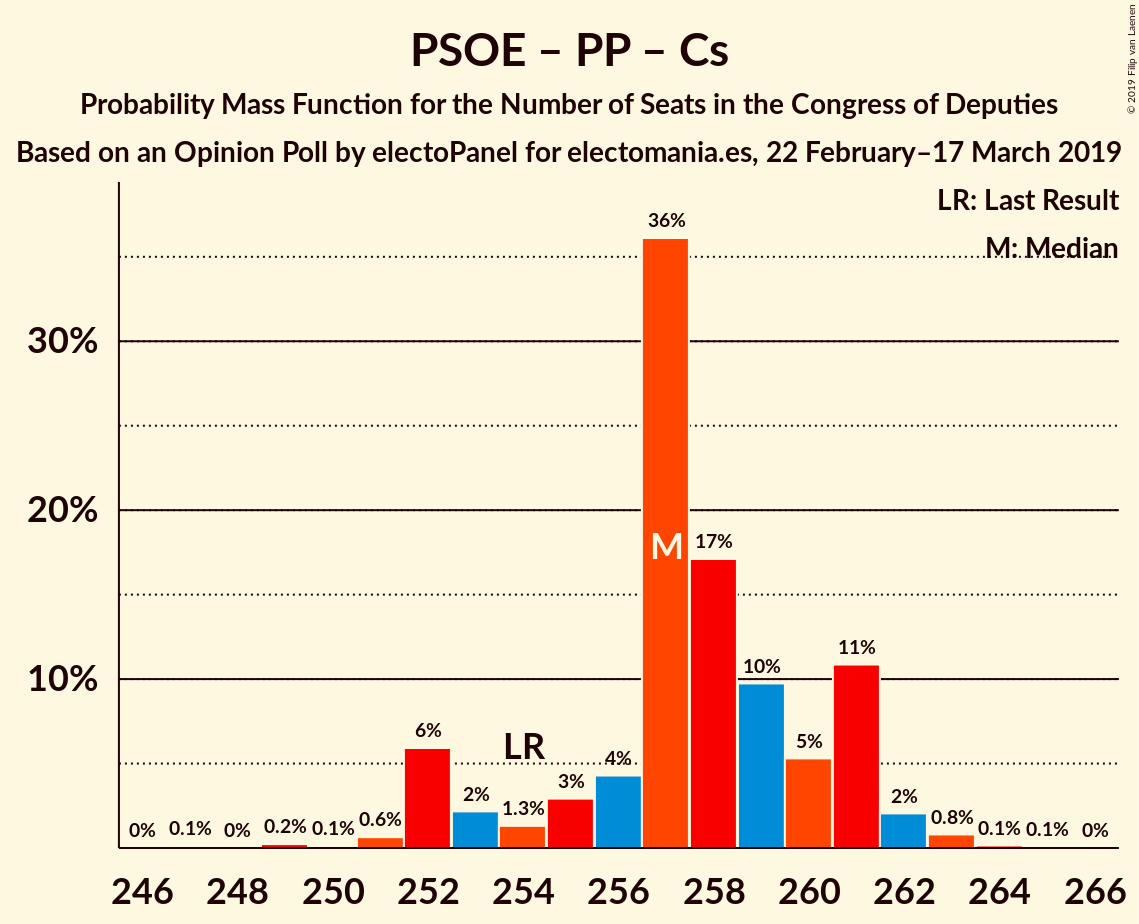 PSOE – PP – Cs
Probability Mass Function for the Number of Seats in the Congress of Deputies
Based on an Opinion Poll by electoPanel for electomania.es, 22 February–17 March 2019
© 2019 Filip van Laenen
LR: Last Result
M: Median
30%
20%
10%
0%
0.1%
0%
0.2%
0.1%
0.6%
6%
2%
1.3%
LR
3%
4%
36%
M
17%
10%
5%
11%
2%
0.8%
0.1%
0.1%
0%
246 248 250 252 254 256 258 260 262 264 266